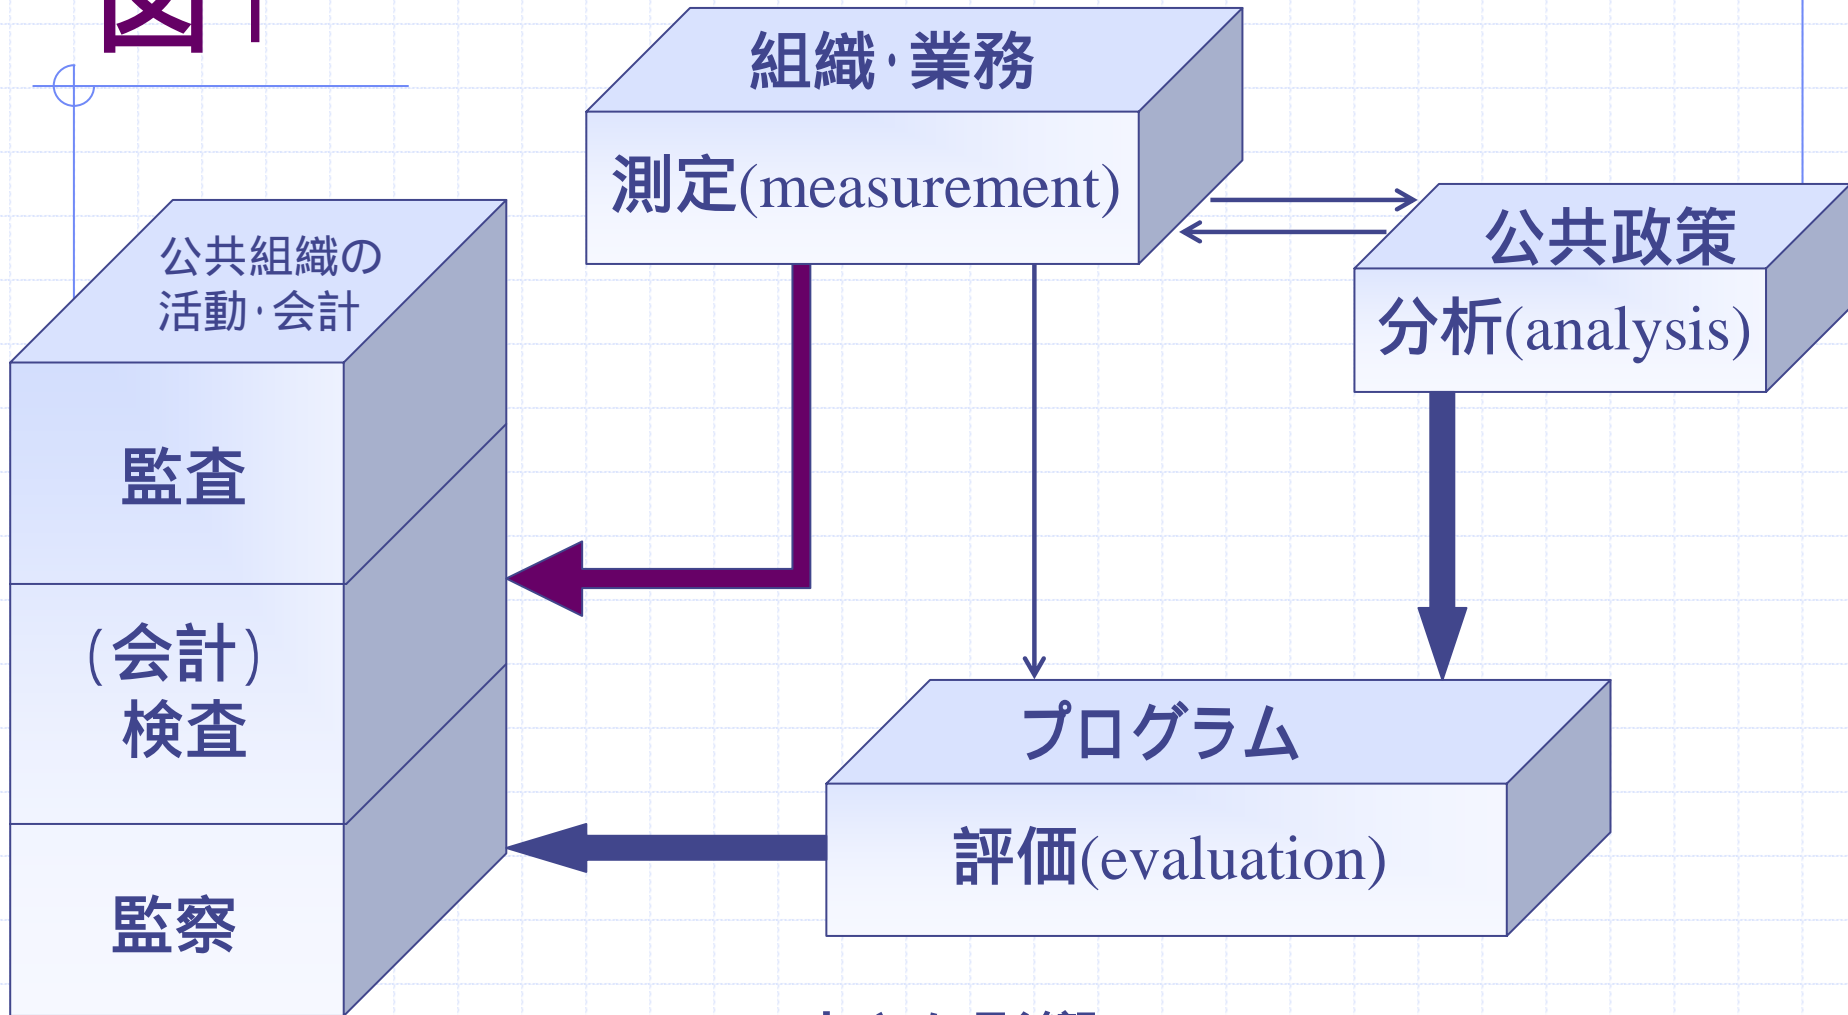 図1
組織・業務
測定(measurement)
公共政策
分析(analysis)
公共組織の
活動・会計
監査
(会計)
検査
監察
プログラム
評価(evaluation)